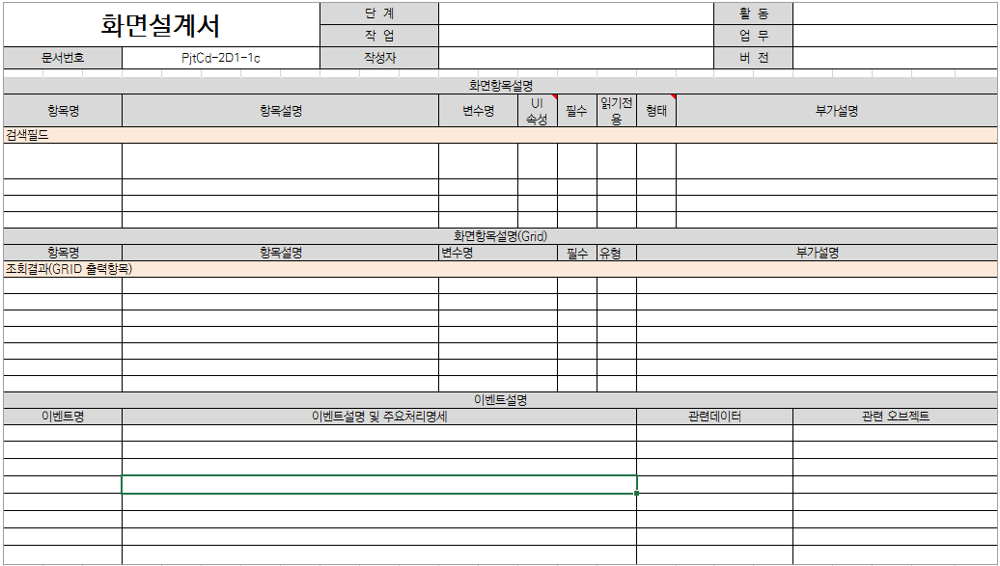 화면설계서
단 계
활 동
작 업
업 무
문서번호
PjtCd-2D1-1c
작성자
버 전
화면항목설명
항목명
항목설명
변수명
UI
속성
필수
읽기전
용
형태
부가설명
검색필드
화면항목설명(Grid)
항목명
항목설명
변수명
필수
유형
부가설명
조회결과(GRID 출력항목)
이벤트설명
이벤트명
이벤트설명 및 주요처리명세
관련데이터
관련 오브젝트